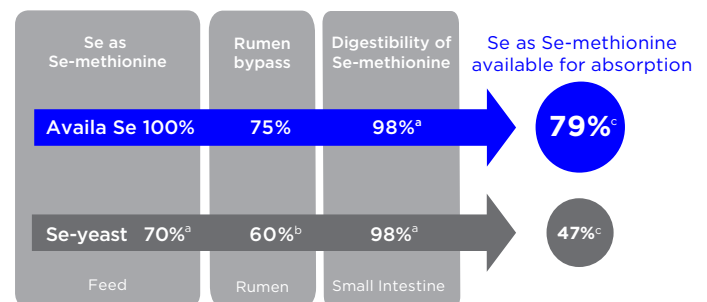 Se as
Se-methionine
Rumen
bypass
Digestibility of
Se-methionine
Se as Se-methionine
available for absorption
Availa Se 100% 75% 98%ᵃ 79%ᶜ
Se-yeast 70%ᵃ 60%ᵇ 98%ᵃ 47%ᶜ
Feed Rumen Small Intestine